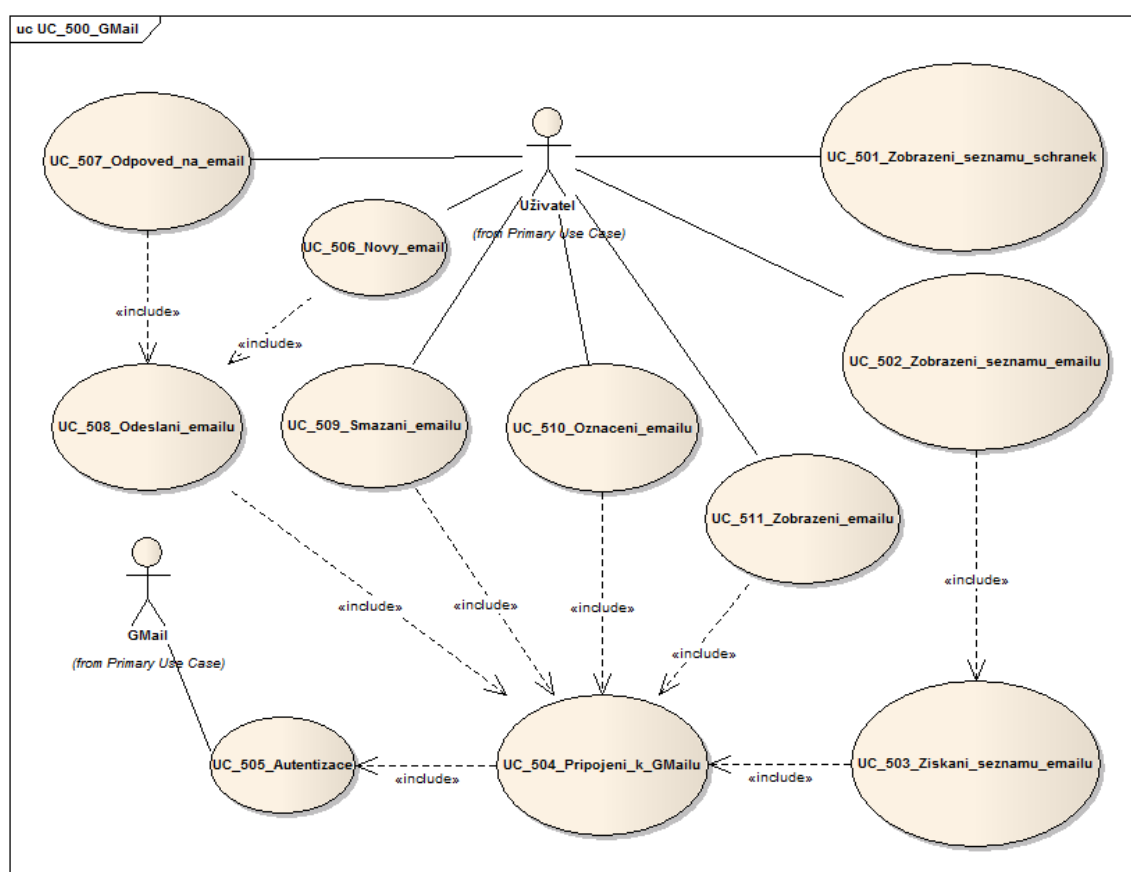 uc UC_500_GMail
UC_507_Odpoved_na_email
UC_501_Zobrazeni_seznamu_schranek
Uživatel
(from Primary Use Case)
UC_506_Novy_email
«include»
«include»
UC_502_Zobrazeni_seznamu_emailu
UC_508_Odeslani_emailu
UC_509_Smazani_emailu
UC_510_Oznaceni_emailu
UC_511_Zobrazeni_emailu
«include»
«include»
«include»
«include»
«include»
GMail
(from Primary Use Case)
UC_505_Autentizace
«include»
UC_504_Pripojeni_k_GMailu
«include»
UC_503_Ziskani_seznamu_emailu